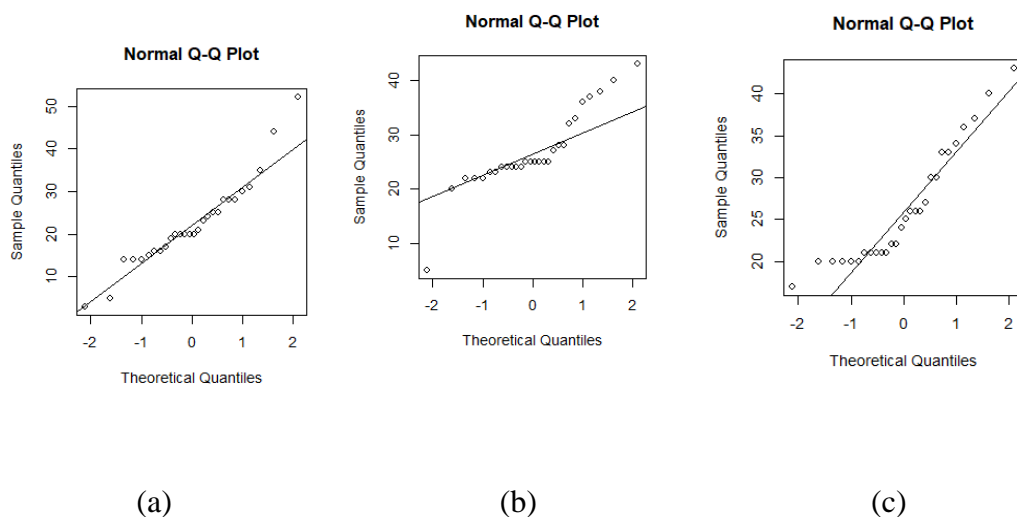 Normal Q-Q Plot
Sample Quantiles
50
40
30
20
10
-2
-1
0
1
2
Theoretical Quantiles
(a)
Normal Q-Q Plot
Sample Quantiles
40
30
20
10
-2
-1
0
1
2
Theoretical Quantiles
(b)
Normal Q-Q Plot
Sample Quantiles
40
35
30
25
20
-2
-1
0
1
2
Theoretical Quantiles
(c)